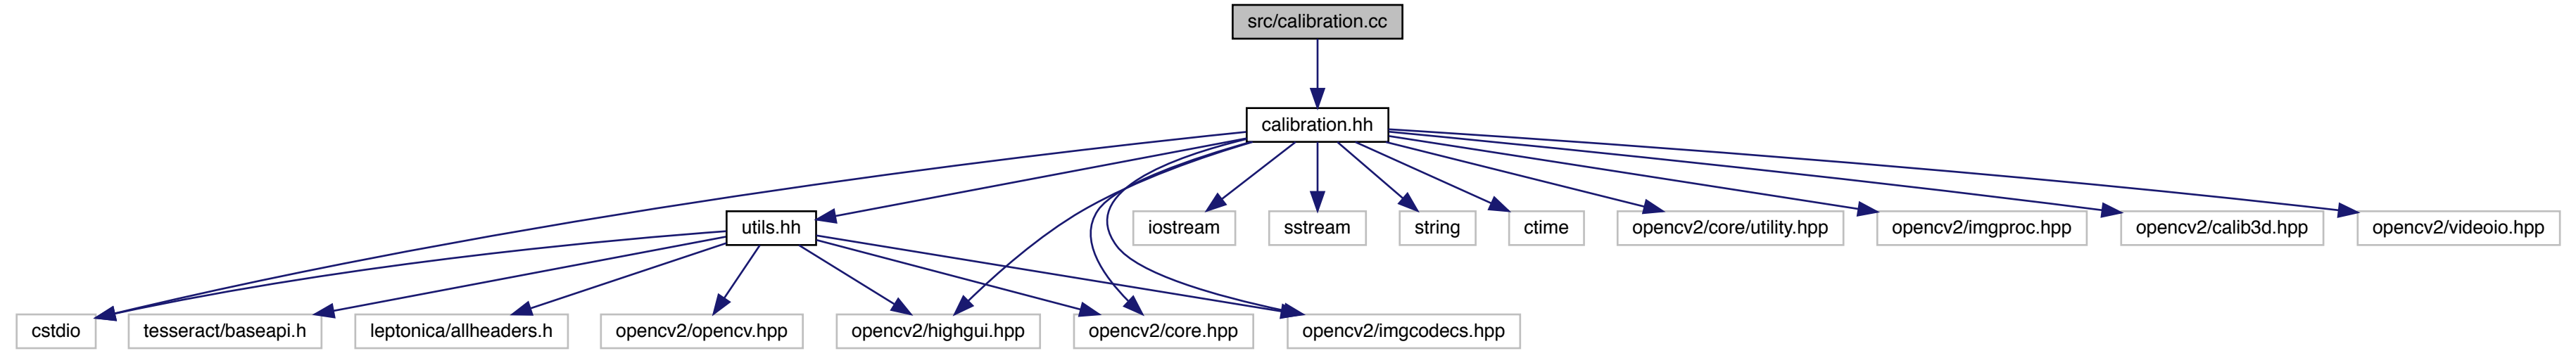 src/calibration.cc
calibration.hh
utils.hh
iostream
sstream
string
ctime
opencv2/core/utility.hpp
opencv2/imgproc.hpp
opencv2/calib3d.hpp
opencv2/videoio.hpp
cstdio
tesseract/baseapi.h
leptonica/allheaders.h
opencv2/opencv.hpp
opencv2/highgui.hpp
opencv2/core.hpp
opencv2/imgcodecs.hpp